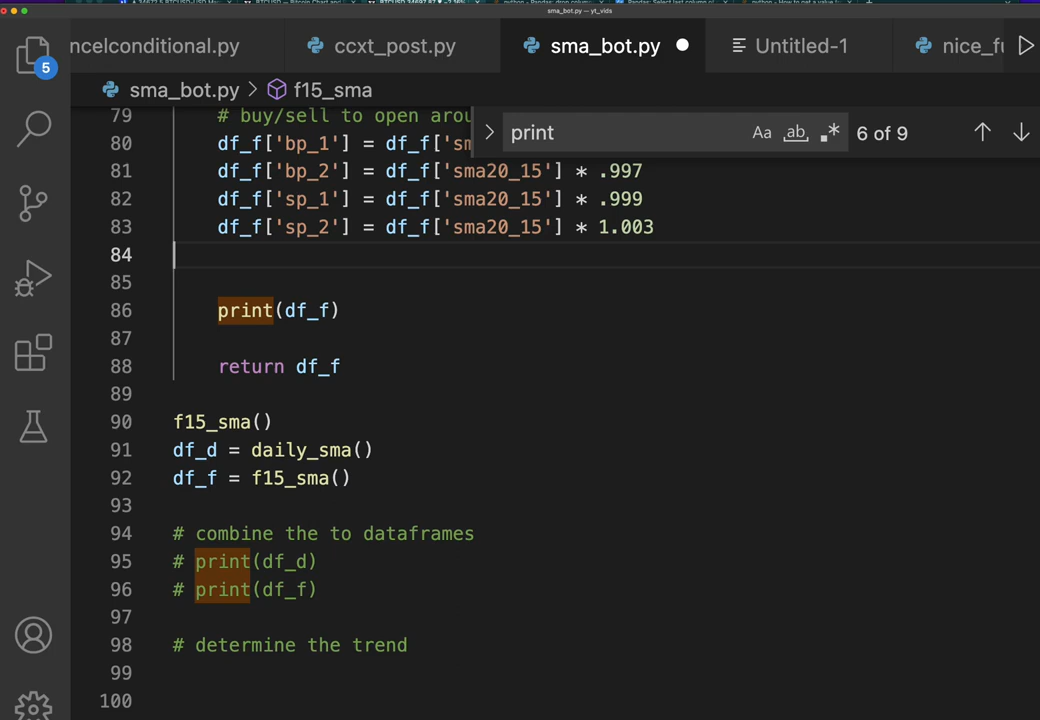 sma_bot.py — yt_vids
ncelconditional.py ccxt_post.py sma_bot.py Untitled-1 nice_fu
5
sma_bot.py > f15_sma
print Aa ab 6 of 9
79 # buy/sell to open arou
80 df_f['bp_1'] = df_f['sm
81 df_f['bp_2'] = df_f['sma20_15'] * .997
82 df_f['sp_1'] = df_f['sma20_15'] * .999
83 df_f['sp_2'] = df_f['sma20_15'] * 1.003
84
85
86 print(df_f)
87
88 return df_f
89
90 f15_sma()
91 df_d = daily_sma()
92 df_f = f15_sma()
93
94 # combine the to dataframes
95 # print(df_d)
96 # print(df_f)
97
98 # determine the trend
99
100